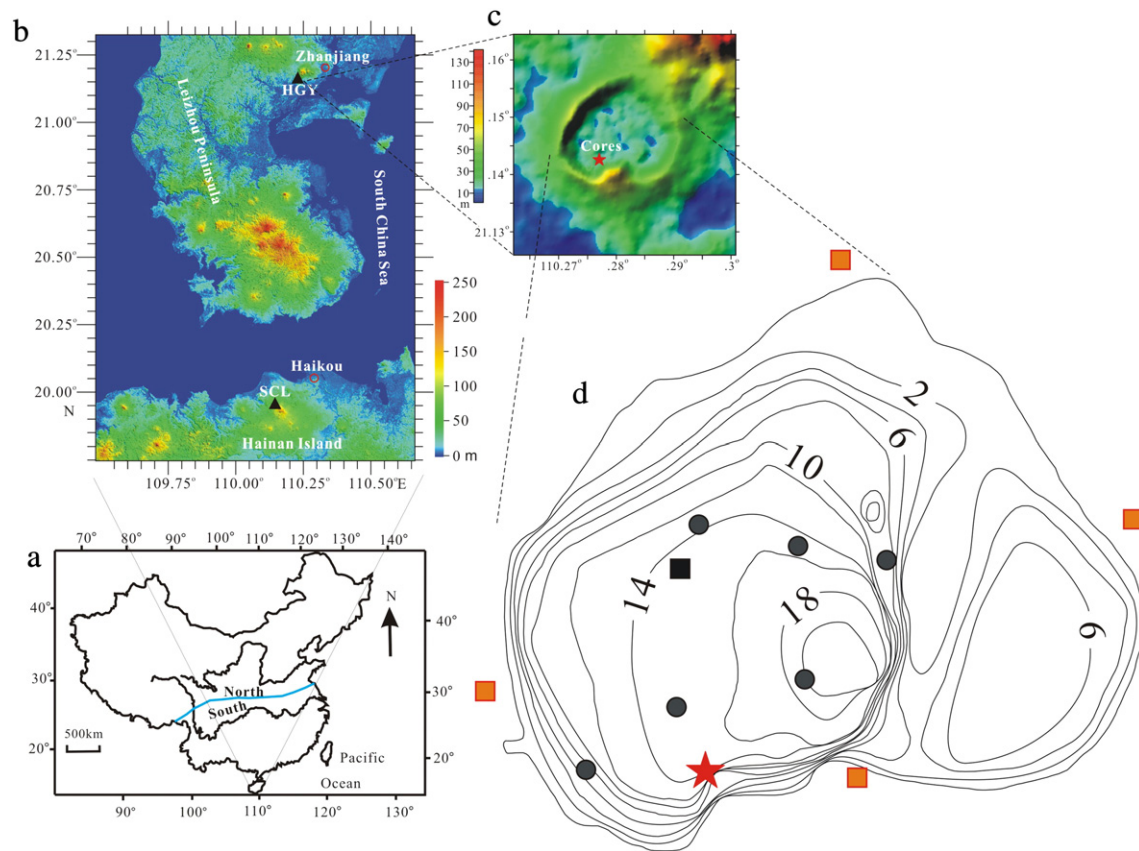 b
21.25°
21.00°
20.75°
20.50°
20.25°
20.00°
N
109.75
110.00
110.25
110.50°E
Zhanjiang
HGY
Leizhou Peninsula
South China Sea
Haikou
SCL
Hainan Island
250
200
150
100
50
0 m
c
130
110
90
70
50
30
10
m
.16°
.15°
.14°
21.13°
110.27°
.28°
.29°
.3°
Cores
a
70°
80°
90°
100°
110°
120°
130°
140°
40°
30°
20°
40°
30°
20°
90°
100°
110°
120°
130°
N
North
South
500km
Pacific
Ocean
d
2
6
10
14
18
6